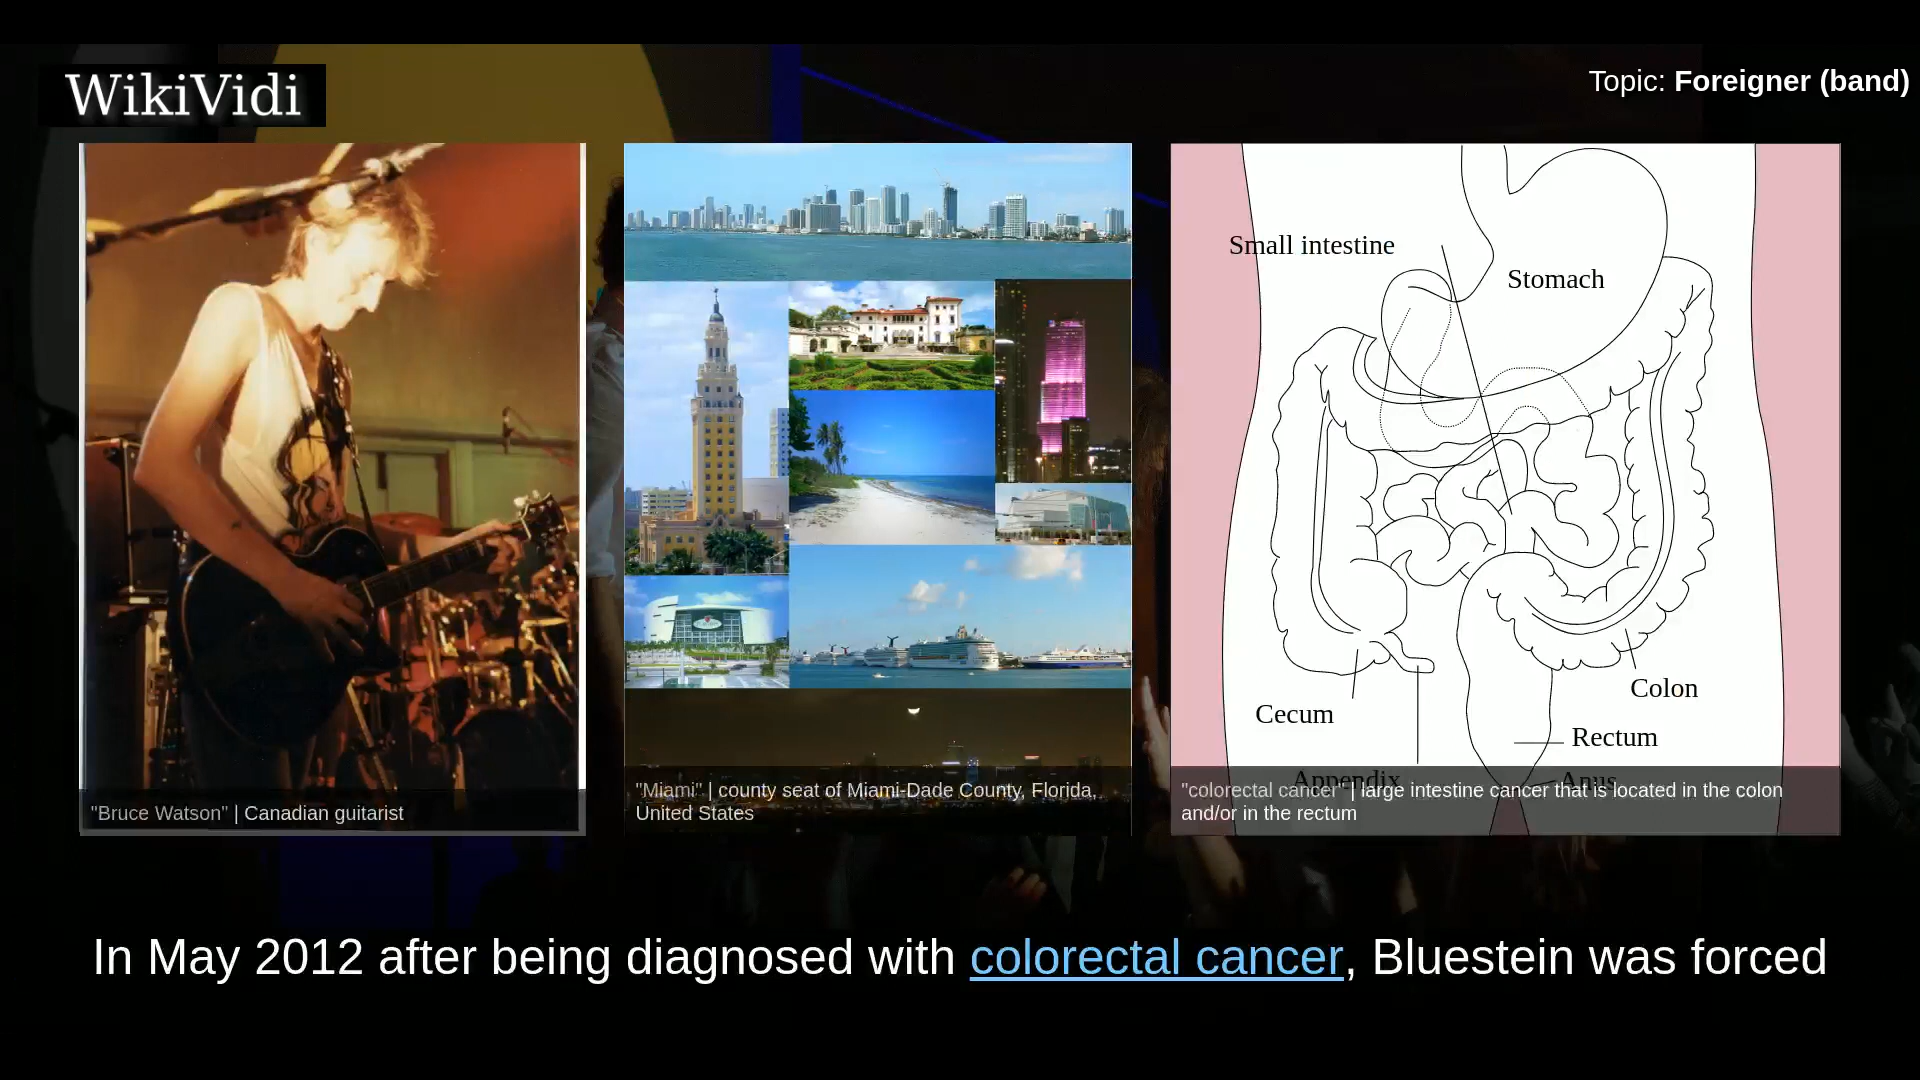 WikiVidi
Topic: Foreigner (band)
Small intestine
Stomach
Colon
Cecum
Rectum
Appendix
Anus
"Bruce Watson" | Canadian guitarist
"Miami" | county seat of Miami-Dade County, Florida,
United States
"colorectal cancer" | large intestine cancer that is located in the colon
and/or in the rectum
In May 2012 after being diagnosed with colorectal cancer, Bluestein was forced